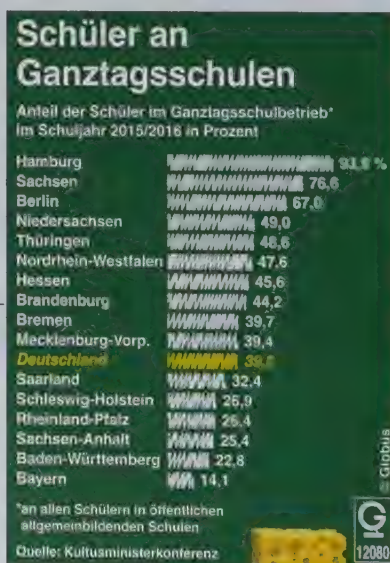 Schüler an
Ganztagsschulen
Anteil der Schüler im Ganztagsschulbetrieb*
im Schuljahr 2015/2016 in Prozent
Hamburg %
Sachsen 76,6
Berlin 67,0
Niedersachsen 49,0
Thüringen 48,6
Nordrhein-Westfalen 47,6
Hessen 45,6
Brandenburg 44,2
Bremen 39,7
Mecklenburg-Vorp. 39,4
Deutschland
Saarland 32,4
Schleswig-Holstein 26,9
Rheinland-Pfalz 26,4
Sachsen-Anhalt 25,4
Baden-Württemberg 22,8
Bayern 14,1
*an allen Schülern in öffentlichen
allgemeinbildenden Schulen
Quelle: Kultusministerkonferenz
© Globus
G
12080